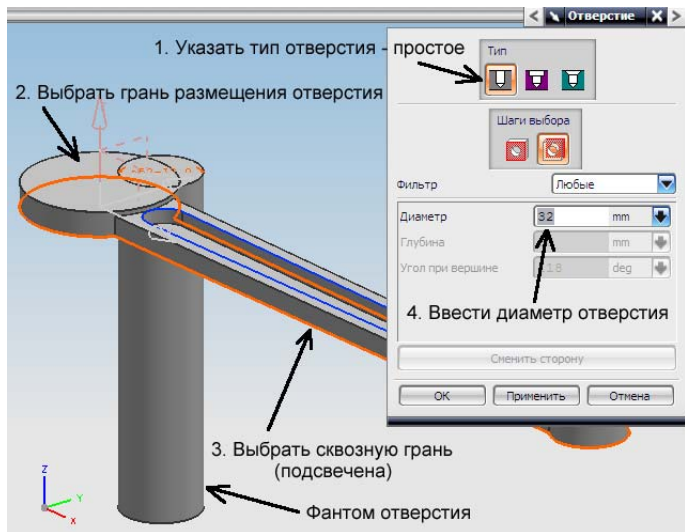 Отверстие
1. Указать тип отверстия - простое
Тип
2. Выбрать грань размещения отверстия
Шаги выбора
Фильтр
Любые
Диаметр
32
mm
Глубина
mm
Угол при вершине
deg
4. Ввести диаметр отверстия
Сменить сторону
ОК
Применить
Отмена
3. Выбрать сквозную грань
(подсвечена)
Фантом отверстия
Z
Y
X